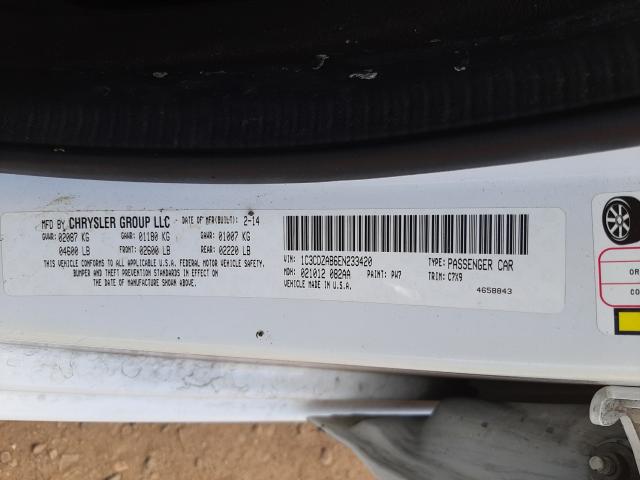 MFD BY CHRYSLER GROUP LLC DATE OF MFR(BUILT): 2-14
GVWR: 02087 KG GAWR: 01180 KG GAWR: 01007 KG
04600 LB FRONT: 02600 LB REAR: 02220 LB
THIS VEHICLE CONFORMS TO ALL APPLICABLE U.S.A. FEDERAL MOTOR VEHICLE SAFETY,
BUMPER AND THEFT PREVENTION STANDARDS IN EFFECT ON
THE DATE OF MANUFACTURE SHOWN ABOVE.
VIN: 1C3CDZAB6EN233420 TYPE: PASSENGER CAR
MDH: 021012 082AA PAINT: PW7 TRIM: C7X9
VEHICLE MADE IN U.S.A. 4658843